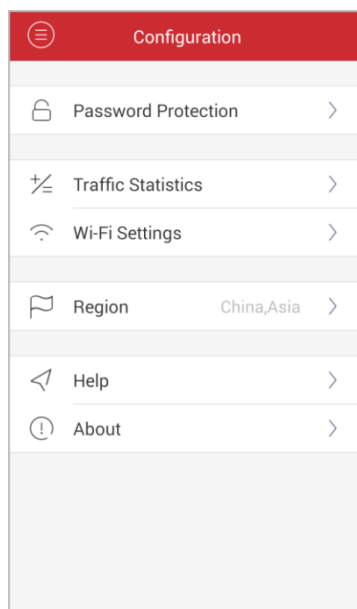 Configuration
Password Protection
Traffic Statistics
Wi-Fi Settings
Region China,Asia
Help
About